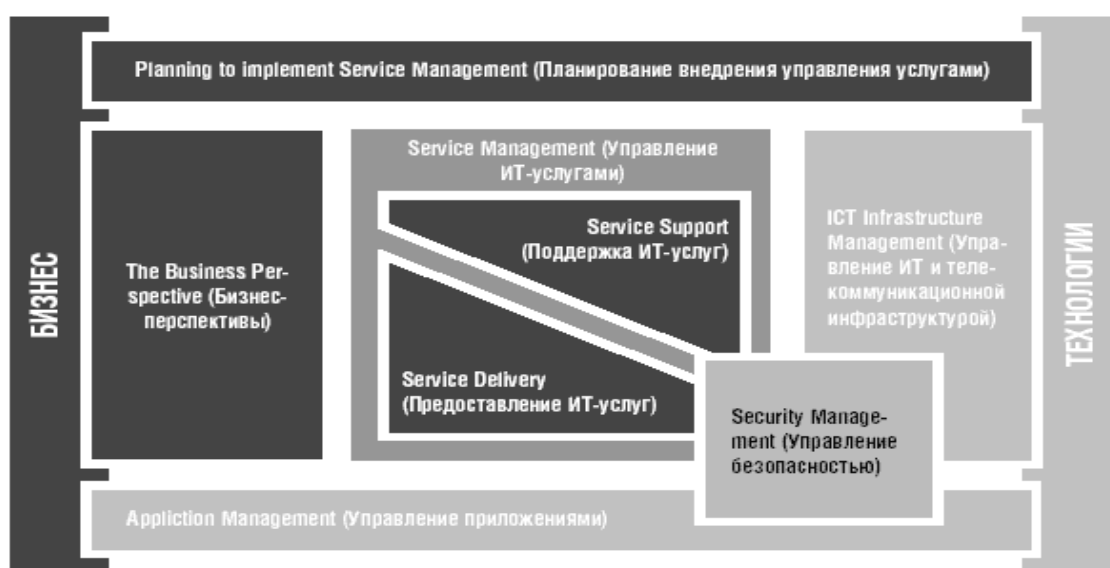 БИЗНЕС
Planning to implement Service Management (Планирование внедрения управления услугами)
The Business Per-
spective (Бизнес-
перспективы)
Service Management (Управление
ИТ-услугами)
Service Support
(Поддержка ИТ-услуг)
Service Delivery
(Предоставление ИТ-услуг)
ICT Infrastructure
Management (Упра-
вление ИТ и теле-
коммуникационной
инфраструктурой)
Security Manage-
ment (Управление
безопасностью)
Appliction Management (Управление приложениями)
ТЕХНОЛОГИИ